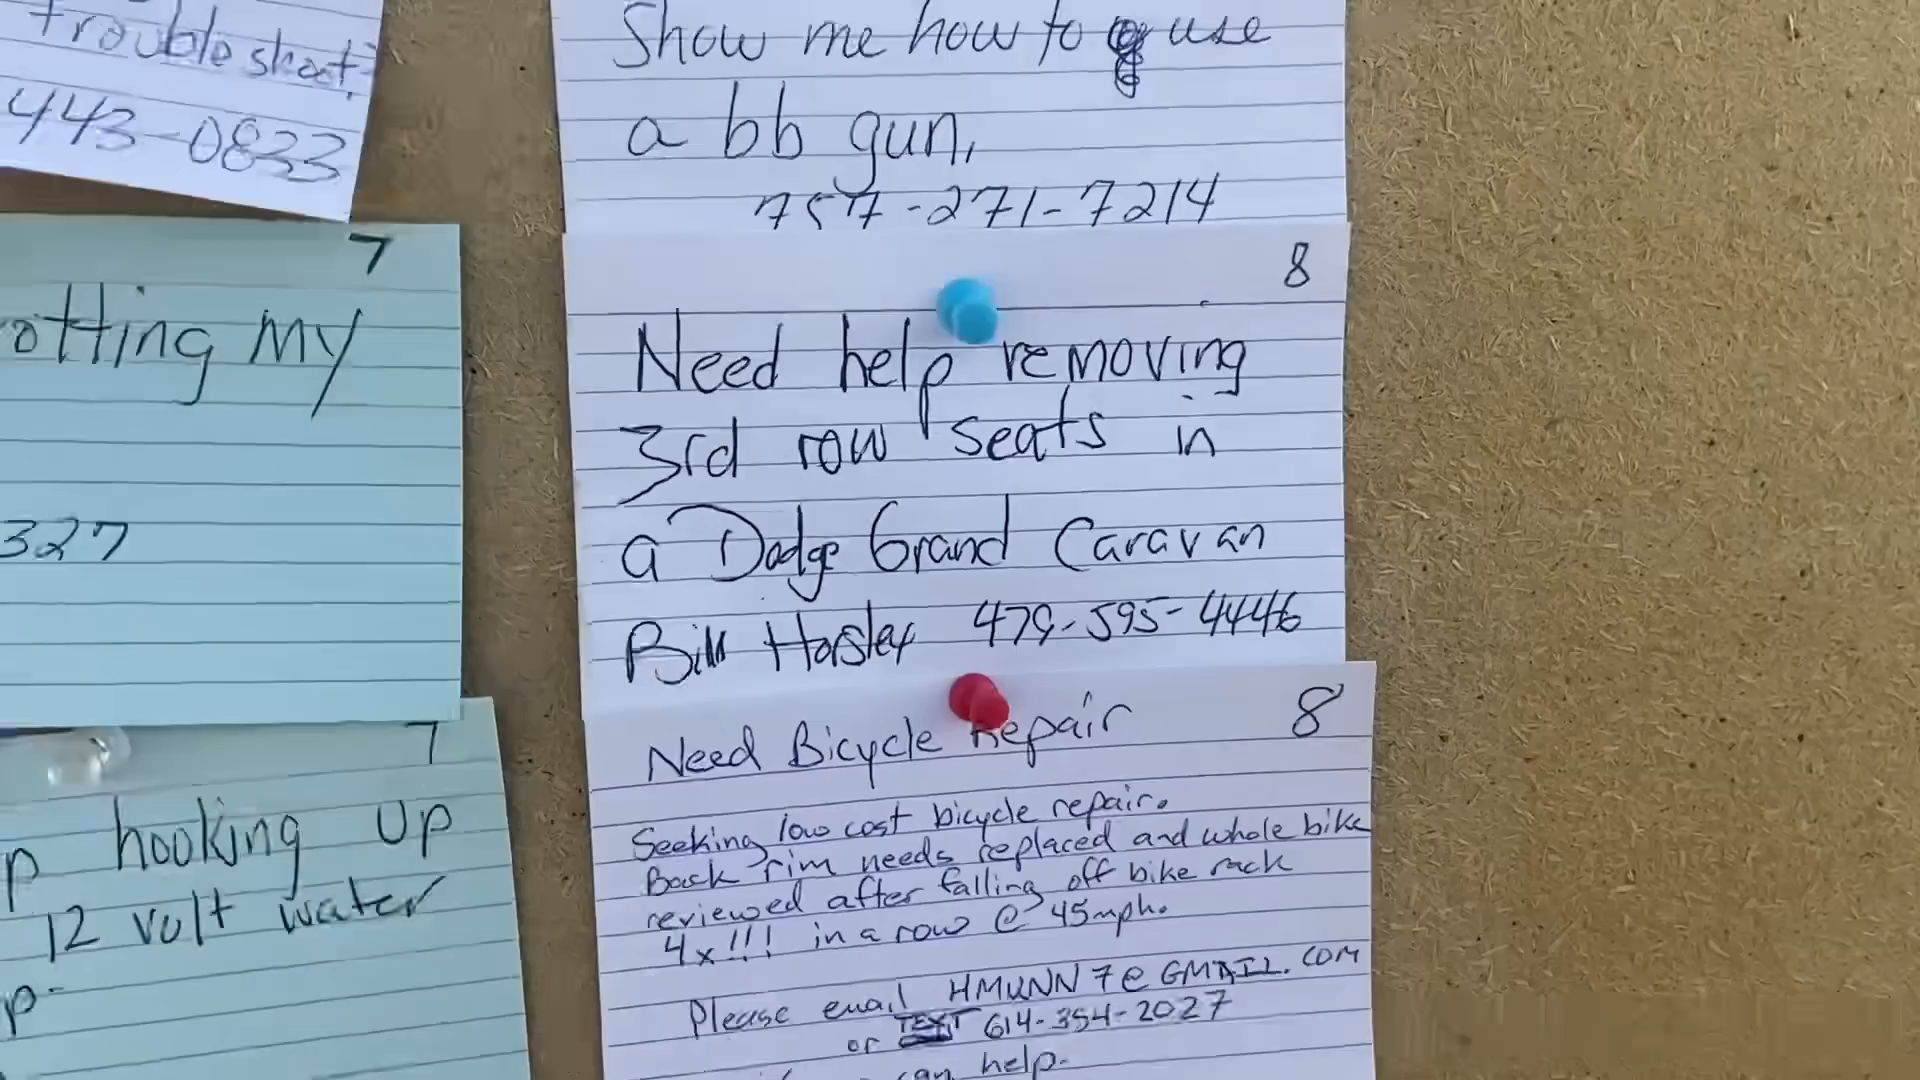 troubleshoot?
443-0833
7
otting my
327
7
p hooking up
12 volt water
p.
Show me how to use
a bb gun.
757-271-7214
8
Need help removing
3rd row seats in
a Dodge Grand Caravan
Bill Horsley 479-595-4446
Need Bicycle Repair 8
Seeking low cost bicycle repair.
Back rim needs replaced and whole bike
reviewed after falling off bike rack
4x!!! in a row @ 45mph.
Please email HMKNN7@GMAIL.COM
or TEXT 614-354-2027
can help.